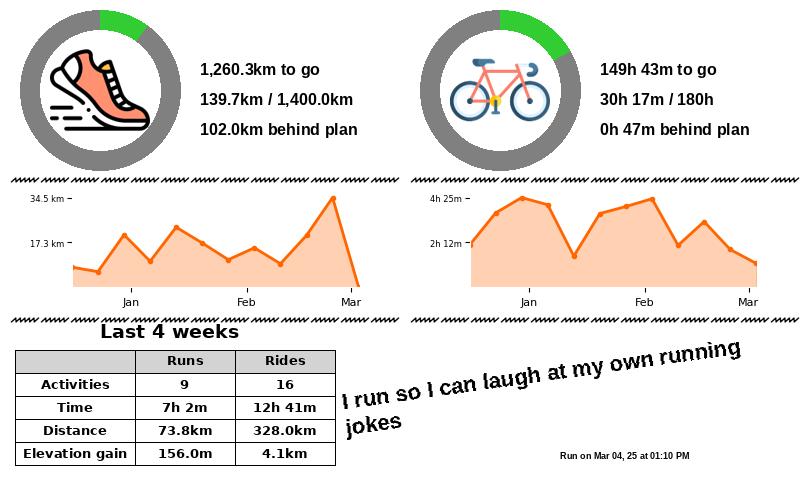 1,260.3km to go
139.7km / 1,400.0km
102.0km behind plan
149h 43m to go
30h 17m / 180h
0h 47m behind plan
34.5 km
17.3 km
Jan Feb Mar
4h 25m
2h 12m
Jan Feb Mar
Last 4 weeks
Runs Rides
Activities 9 16
Time 7h 2m 12h 41m
Distance 73.8km 328.0km
Elevation gain 156.0m 4.1km
I run so I can laugh at my own running
jokes
Run on Mar 04, 25 at 01:10 PM